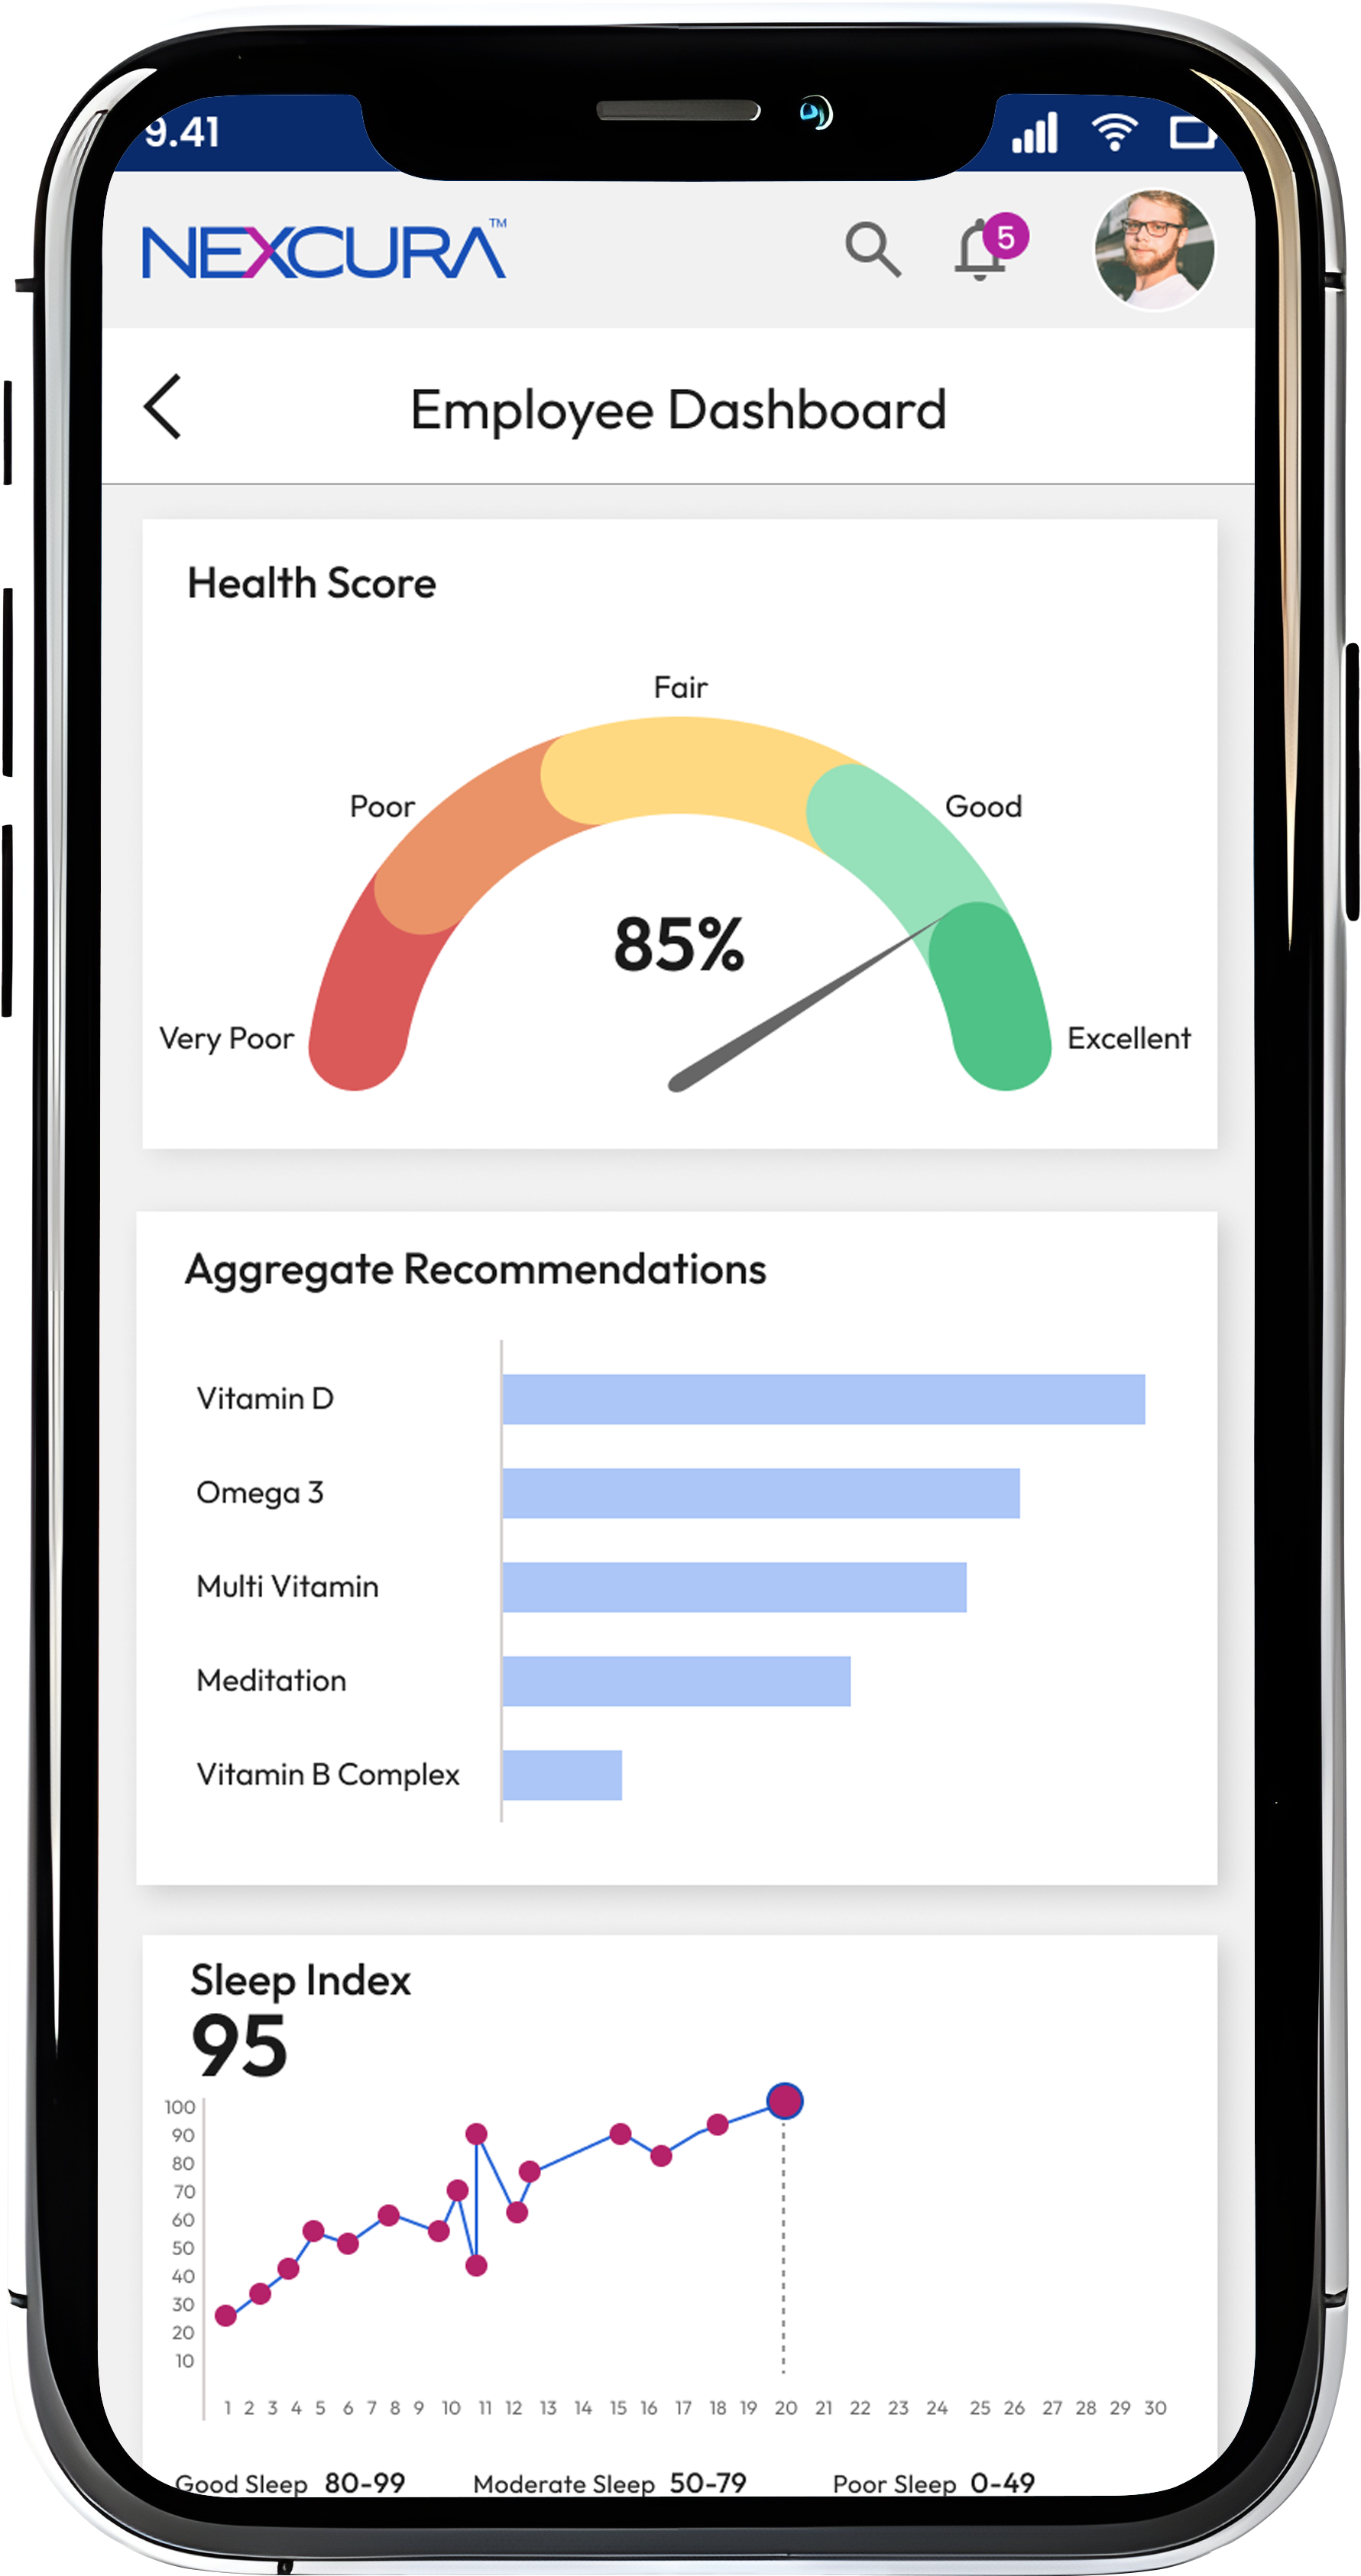 9.41
NEXCURA™
5
Employee Dashboard
Health Score
Fair
Poor
Good
85%
Very Poor
Excellent
Aggregate Recommendations
Vitamin D
Omega 3
Multi Vitamin
Meditation
Vitamin B Complex
Sleep Index
95
100
90
80
70
60
50
40
30
20
10
1 2 3 4 5 6 7 8 9 10 11 12 13 14 15 16 17 18 19 20 21 22 23 24 25 26 27 28 29 30
Good Sleep 80-99 Moderate Sleep 50-79 Poor Sleep 0-49